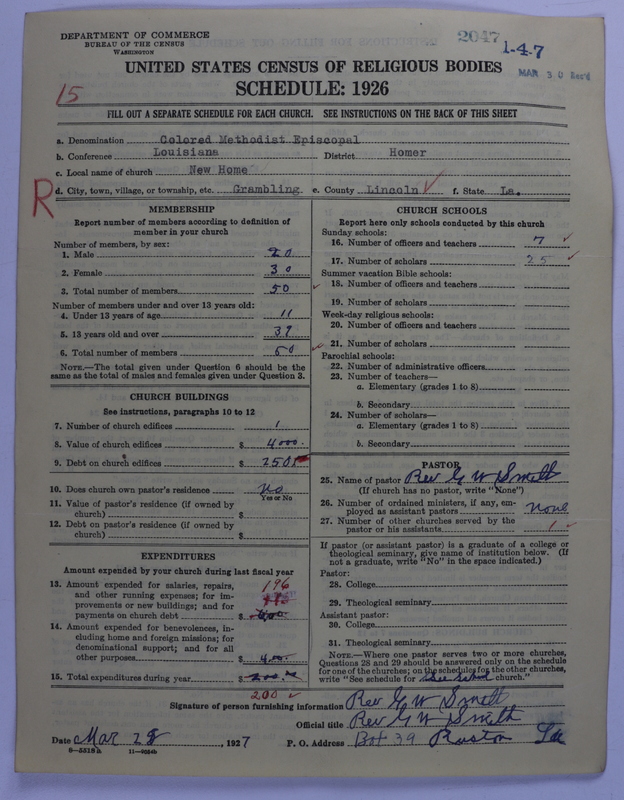 DEPARTMENT OF COMMERCE
BUREAU OF THE CENSUS
WASHINGTON
2047
1-4-7
MAR 30 Rec'd
UNITED STATES CENSUS OF RELIGIOUS BODIES
SCHEDULE: 1926
15
FILL OUT A SEPARATE SCHEDULE FOR EACH CHURCH. SEE INSTRUCTIONS ON THE BACK OF THIS SHEET
a. Denomination Colored Methodist Episcopal
b. Conference Louisiana District Homer
c. Local name of church New Home
R
d. City, town, village, or township, etc. Grambling e. County Lincoln f. State La.
MEMBERSHIP
Report number of members according to definition of
member in your church
Number of members, by sex:
1. Male 20
2. Female 30
3. Total number of members 50
Number of members under and over 13 years old:
4. Under 13 years of age 11
5. 13 years old and over 39
6. Total number of members 50
NOTE.—The total given under Question 6 should be the
same as the total of males and females given under Question 3.
CHURCH BUILDINGS
See instructions, paragraphs 10 to 12
7. Number of church edifices 1
8. Value of church edifices $ 4000.
9. Debt on church edifices $
10. Does church own pastor's residence No
Yes or No
11. Value of pastor's residence (if owned by
church) $
12. Debt on pastor's residence (if owned by
church) $
EXPENDITURES
Amount expended by your church during last fiscal year
13. Amount expended for salaries, repairs, 196
and other running expenses; for im-
provements or new buildings; and for
payments on church debt $
14. Amount expended for benevolences, in-
cluding home and foreign missions; for
denominational support; and for all
other purposes $ 4.00
15. Total expenditures during year $ 200.00
200
CHURCH SCHOOLS
Report here only schools conducted by this church
Sunday schools:
16. Number of officers and teachers 7
17. Number of scholars 25
Summer vacation Bible schools:
18. Number of officers and teachers
19. Number of scholars
Week-day religious schools:
20. Number of officers and teachers
21. Number of scholars
Parochial schools:
22. Number of administrative officers
23. Number of teachers—
a. Elementary (grades 1 to 8)
b. Secondary
24. Number of scholars—
a. Elementary (grades 1 to 8)
b. Secondary
PASTOR
25. Name of pastor Rev G W Smith
(If church has no pastor, write "None")
26. Number of ordained ministers, if any, em-
ployed as assistant pastors None
27. Number of other churches served by the
pastor or his assistants 1
If pastor (or assistant pastor) is a graduate of a college or
theological seminary, give name of institution below. (If
not a graduate, write "No" in the space indicated.)
Pastor:
28. College
29. Theological seminary
Assistant pastor:
30. College
31. Theological seminary
NOTE.—Where one pastor serves two or more churches,
Questions 28 and 29 should be answered only on the schedule
for one of the churches; on the schedules for the other churches,
write "See schedule for church."
Signature of person furnishing information Rev G W Smith
Official title Rev G W Smith
Date Mar 28, 1927 P. O. Address Box 39 Ruston La
8-5518a 11-9254b